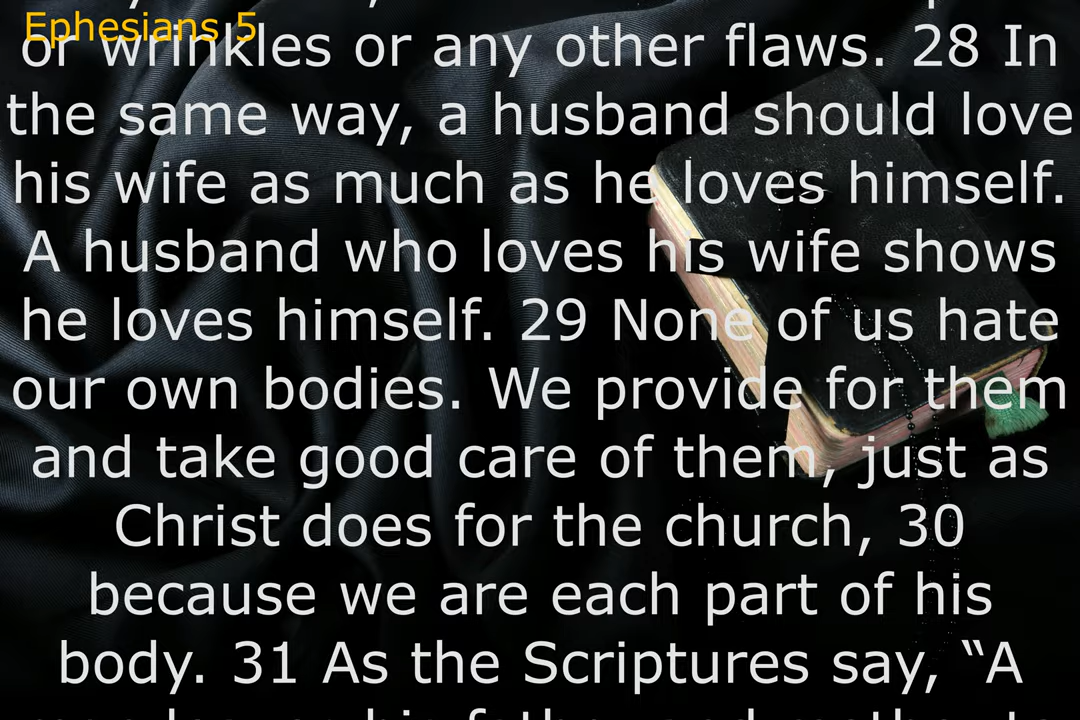 Ephesians 5
or wrinkles or any other flaws. 28 In
the same way, a husband should love
his wife as much as he loves himself.
A husband who loves his wife shows
he loves himself. 29 None of us hate
our own bodies. We provide for them
and take good care of them, just as
Christ does for the church, 30
because we are each part of his
body. 31 As the Scriptures say, “A